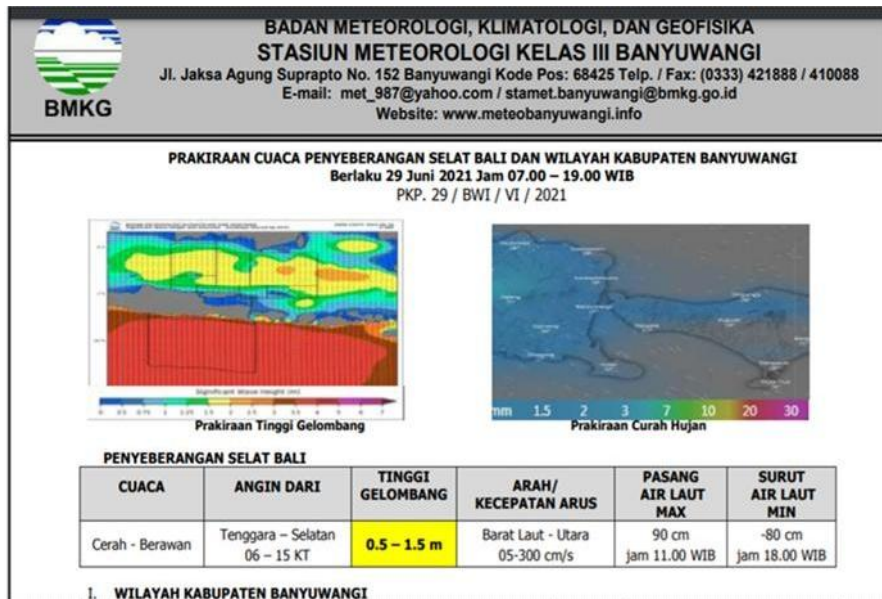 BADAN METEOROLOGI, KLIMATOLOGI, DAN GEOFISIKA
STASIUN METEOROLOGI KELAS III BANYUWANGI
Jl. Jaksa Agung Suprapto No. 152 Banyuwangi Kode Pos: 68425 Telp. / Fax: (0333) 421888 / 410088
E-mail: met_987@yahoo.com / stamet.banyuwangi@bmkg.go.id
Website: www.meteobanyuwangi.info
BMKG
PRAKIRAAN CUACA PENYEBERANGAN SELAT BALI DAN WILAYAH KABUPATEN BANYUWANGI
Berlaku 29 Juni 2021 Jam 07.00 – 19.00 WIB
PKP. 29 / BWI / VI / 2021
Significant Wave Height (m)
Prakiraan Tinggi Gelombang
mm 1.5 2 3 7 10 20 30
Prakiraan Curah Hujan
PENYEBERANGAN SELAT BALI
CUACA ANGIN DARI TINGGI GELOMBANG ARAH/ KECEPATAN ARUS PASANG AIR LAUT MAX SURUT AIR LAUT MIN
Cerah - Berawan Tenggara – Selatan 06 – 15 KT 0.5 – 1.5 m Barat Laut - Utara 05-300 cm/s 90 cm jam 11.00 WIB -80 cm jam 18.00 WIB
1. WILAYAH KABUPATEN BANYUWANGI